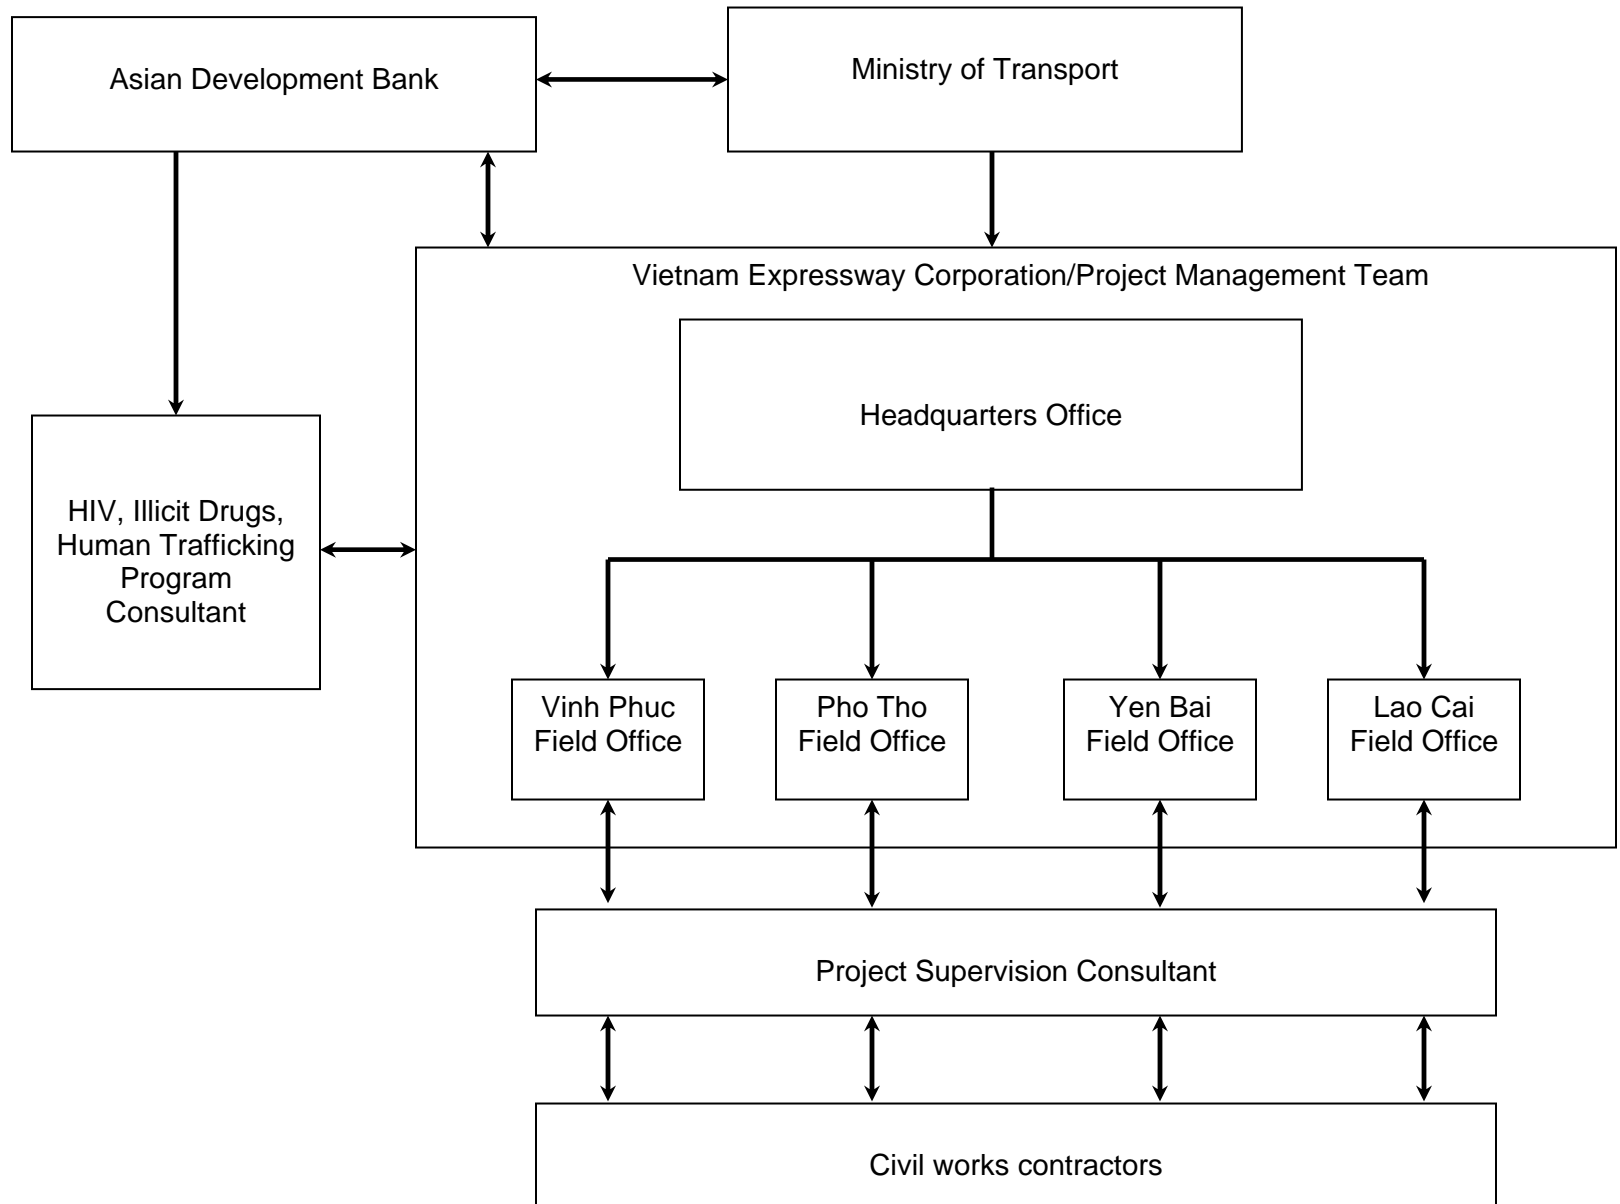 Asian Development Bank
Ministry of Transport
Vietnam Expressway Corporation/Project Management Team
Headquarters Office
HIV, Illicit Drugs,
Human Trafficking
Program
Consultant
Vinh Phuc
Field Office
Pho Tho
Field Office
Yen Bai
Field Office
Lao Cai
Field Office
Project Supervision Consultant
Civil works contractors